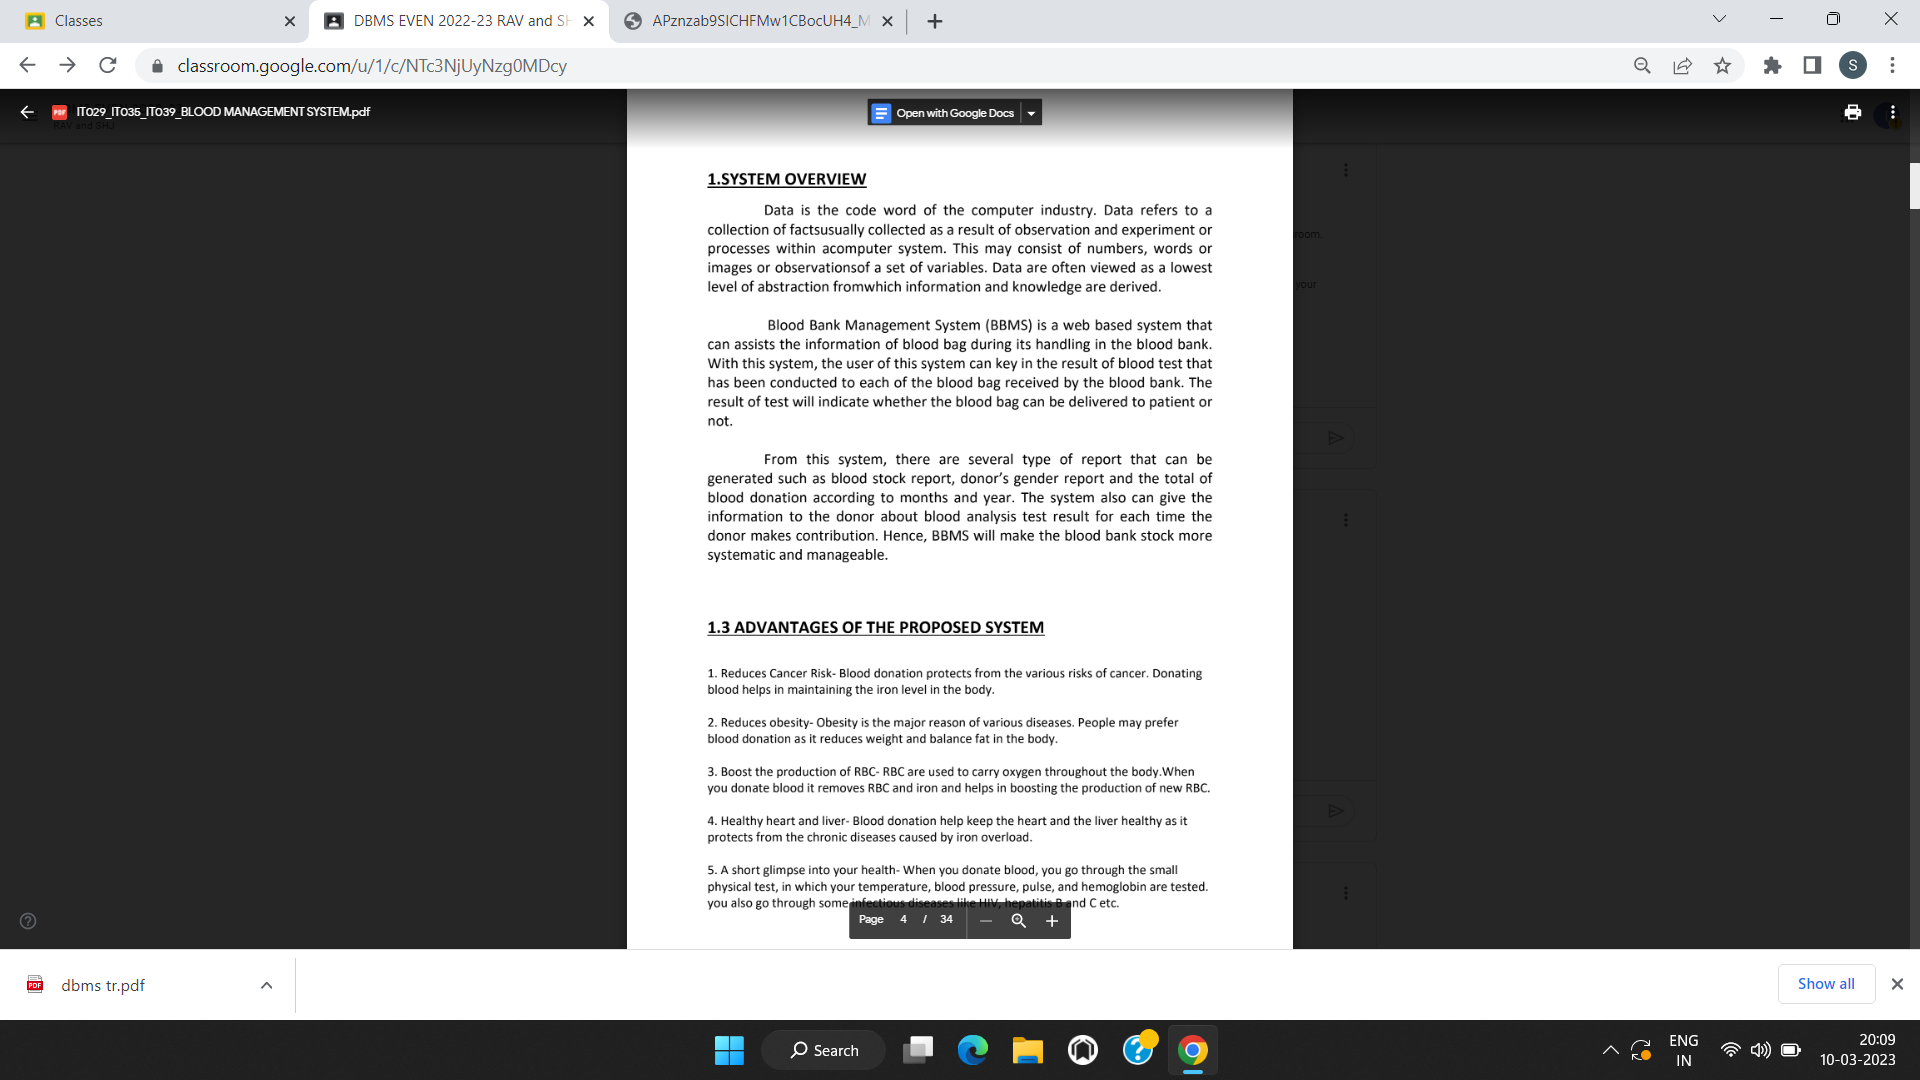 Classes
DBMS EVEN 2022-23 RAV and SH
APznzab9SlCHFMw1CBocUH4_M
classroom.google.com/u/1/c/NTc3NjUyNzg0MDcy
S
PDF IT029_IT035_IT039_BLOOD MANAGEMENT SYSTEM.pdf
RAV and SHJ
Open with Google Docs
1.SYSTEM OVERVIEW
Data is the code word of the computer industry. Data refers to a
collection of factsusually collected as a result of observation and experiment or
processes within acomputer system. This may consist of numbers, words or
images or observationsof a set of variables. Data are often viewed as a lowest
level of abstraction fromwhich information and knowledge are derived.
Blood Bank Management System (BBMS) is a web based system that
can assists the information of blood bag during its handling in the blood bank.
With this system, the user of this system can key in the result of blood test that
has been conducted to each of the blood bag received by the blood bank. The
result of test will indicate whether the blood bag can be delivered to patient or
not.
From this system, there are several type of report that can be
generated such as blood stock report, donor’s gender report and the total of
blood donation according to months and year. The system also can give the
information to the donor about blood analysis test result for each time the
donor makes contribution. Hence, BBMS will make the blood bank stock more
systematic and manageable.
1.3 ADVANTAGES OF THE PROPOSED SYSTEM
1. Reduces Cancer Risk- Blood donation protects from the various risks of cancer. Donating
blood helps in maintaining the iron level in the body.
2. Reduces obesity- Obesity is the major reason of various diseases. People may prefer
blood donation as it reduces weight and balance fat in the body.
3. Boost the production of RBC- RBC are used to carry oxygen throughout the body.When
you donate blood it removes RBC and iron and helps in boosting the production of new RBC.
4. Healthy heart and liver- Blood donation help keep the heart and the liver healthy as it
protects from the chronic diseases caused by iron overload.
5. A short glimpse into your health- When you donate blood, you go through the small
physical test, in which your temperature, blood pressure, pulse, and hemoglobin are tested.
you also go through some infectious diseases like HIV, hepatitis B and C etc.
room.
your
Page 4 / 34
PDF dbms tr.pdf
Show all
Search
ENG
IN
20:09
10-03-2023